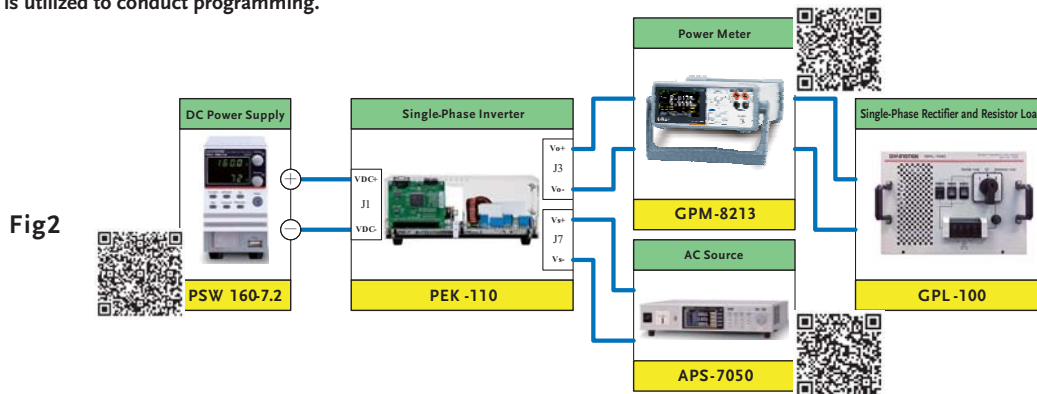 is utilized to conduct programming.
Fig2
DC Power Supply
PSW 160-7.2
Single-Phase Inverter
VDC+
J1
VDC-
PEK -110
Vo+
J3
Vo-
Vs+
J7
Vs-
Power Meter
GPM-8213
AC Source
APS-7050
Single-Phase Rectifier and Resistor Loa
GPL -100